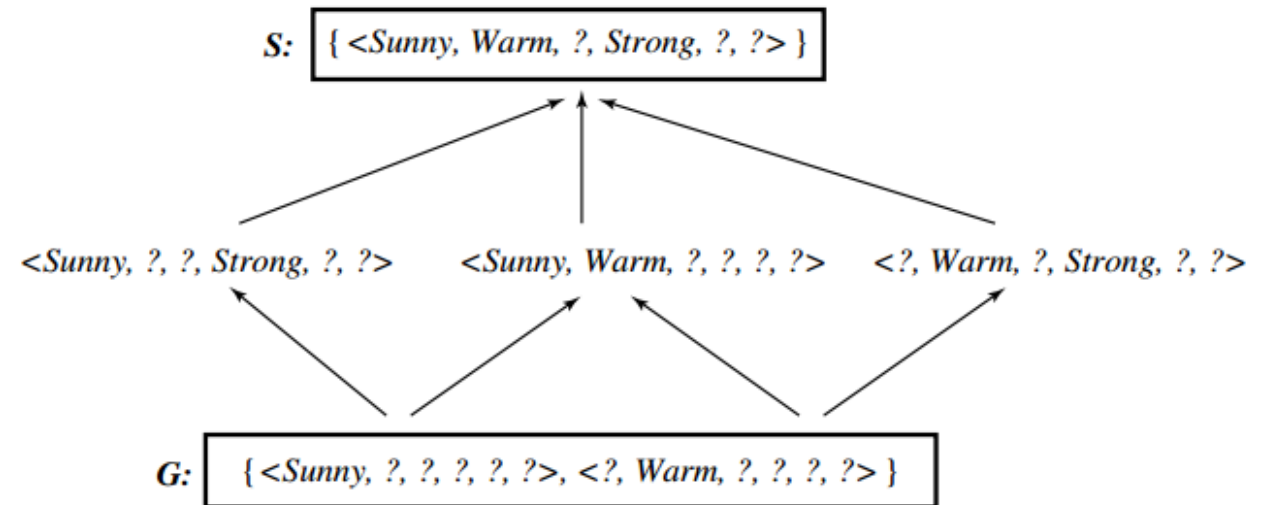 S: { <Sunny, Warm, ?, Strong, ?, ?> }
<Sunny, ?, ?, Strong, ?, ?> <Sunny, Warm, ?, ?, ?, ?> <?, Warm, ?, Strong, ?, ?>
G: { <Sunny, ?, ?, ?, ?, ?>, <?, Warm, ?, ?, ?, ?> }